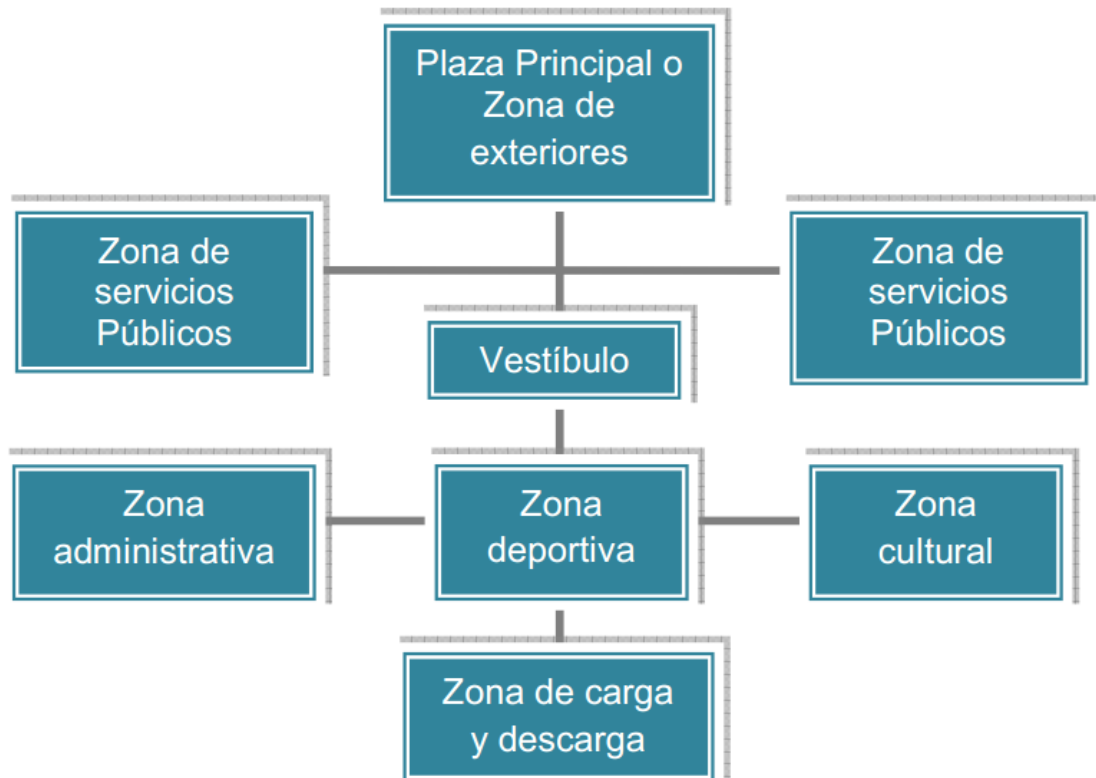 Plaza Principal o
Zona de
exteriores
Zona de
servicios
Públicos
Zona de
servicios
Públicos
Vestíbulo
Zona
administrativa
Zona
deportiva
Zona
cultural
Zona de carga
y descarga